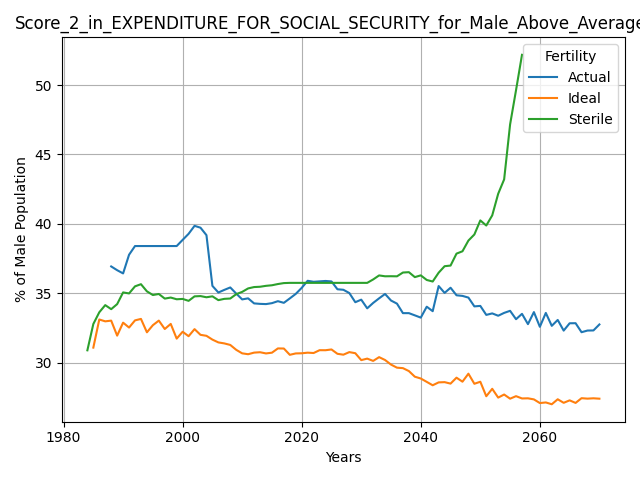 Score_2_in_EXPENDITURE_FOR_SOCIAL_SECURITY_for_Male_Above_Average
Fertility
Actual
Ideal
Sterile
% of Male Population
50
45
40
35
30
1980
2000
2020
2040
2060
Years